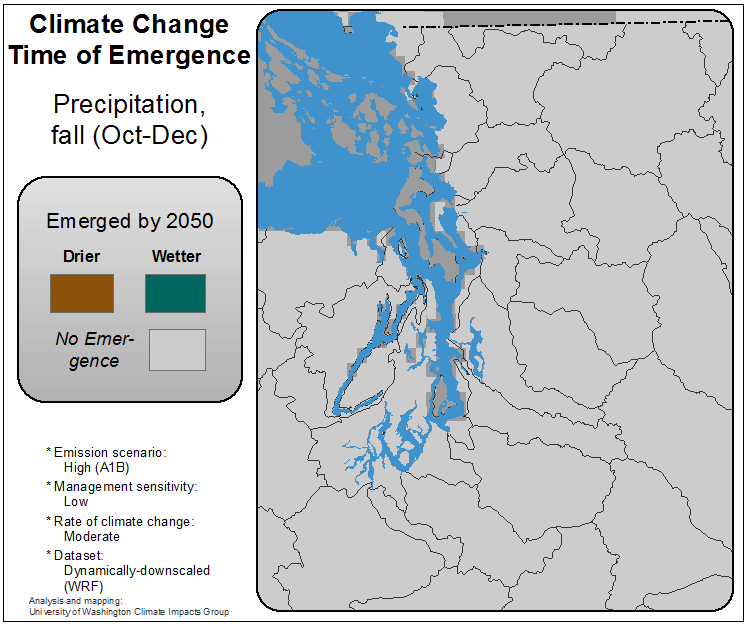 Climate Change
Time of Emergence
Precipitation,
fall (Oct-Dec)
Emerged by 2050
Drier Wetter
No Emer-
gence
* Emission scenario:
High (A1B)
* Management sensitivity:
Low
* Rate of climate change:
Moderate
* Dataset:
Dynamically-downscaled
(WRF)
Analysis and mapping:
University of Washington Climate Impacts Group